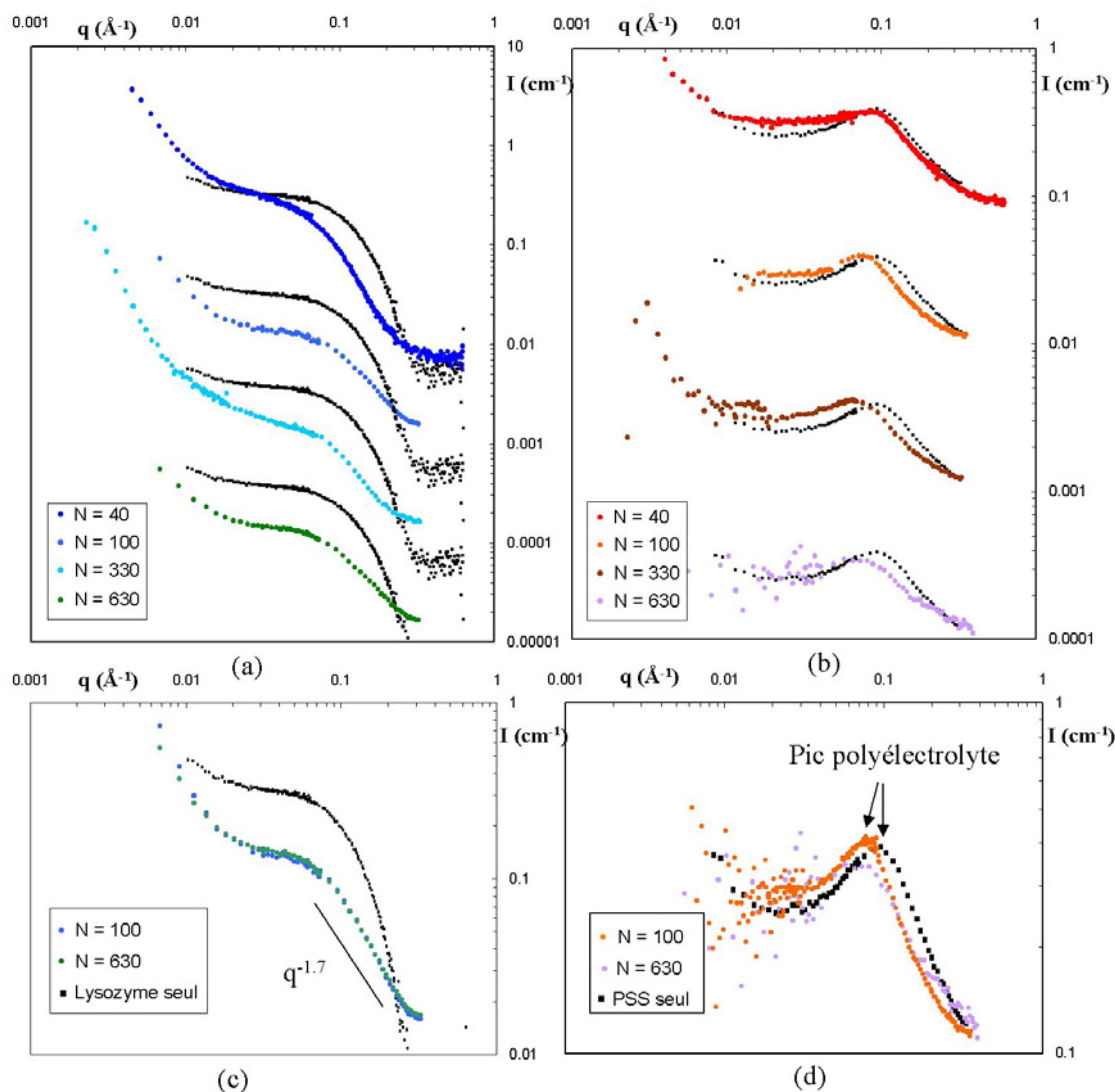 0.001 0.01 0.1 1
q (Å-1)
10
I (cm-1)
1
0.1
0.01
0.001
0.0001
0.00001
N = 40
N = 100
N = 330
N = 630
(a)
0.001 0.01 0.1 1
q (Å-1)
1
I (cm-1)
0.1
0.01
0.001
0.0001
N = 40
N = 100
N = 330
N = 630
(b)
0.001 q (Å-1) 0.01 0.1 1
1
I (cm-1)
0.1
0.01
q-1.7
N = 100
N = 630
Lysozyme seul
(c)
0.001 q (Å-1) 0.01 0.1 1
1
I (cm-1)
Pic polyélectrolyte
0.1
N = 100
N = 630
PSS seul
(d)